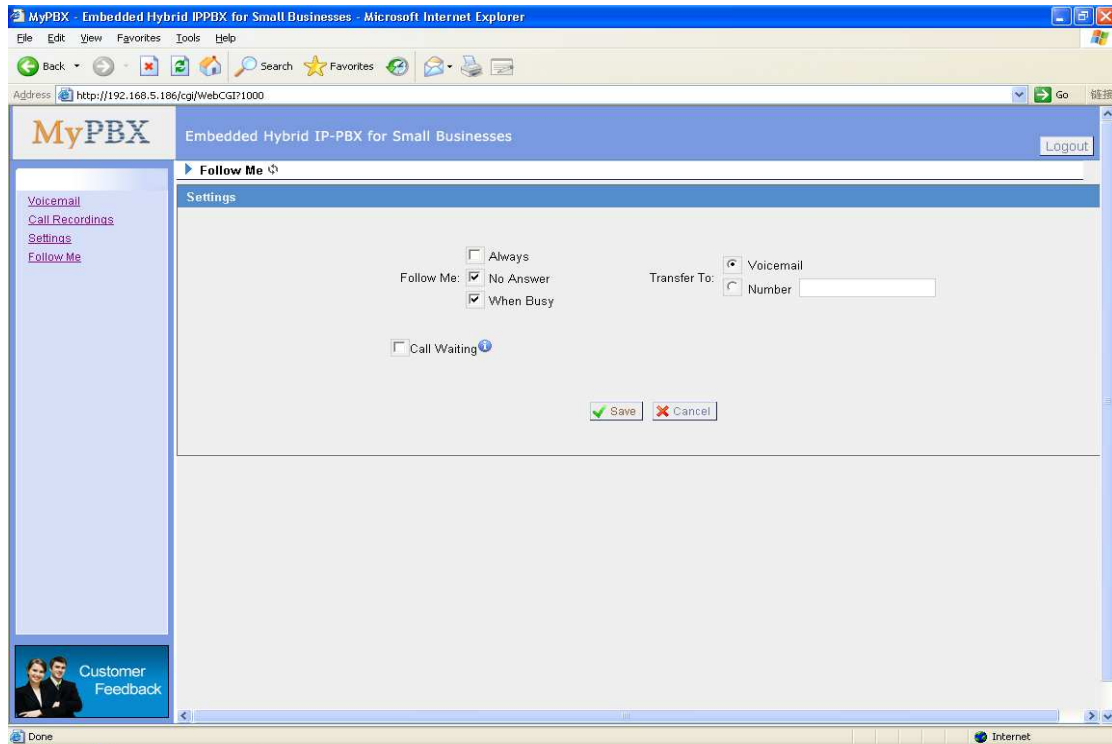 MyPBX - Embedded Hybrid IPPBX for Small Businesses - Microsoft Internet Explorer
File Edit View Favorites Tools Help
Back Search Favorites
Address http://192.168.5.186/cgi/WebCGI?1000 Go 链接
MyPBX Embedded Hybrid IP-PBX for Small Businesses
Logout
Follow Me
Voicemail
Call Recordings
Settings
Follow Me
Settings
Always
Follow Me: No Answer
When Busy
Transfer To: Voicemail
Number
Call Waiting
Save Cancel
Customer
Feedback
Done Internet